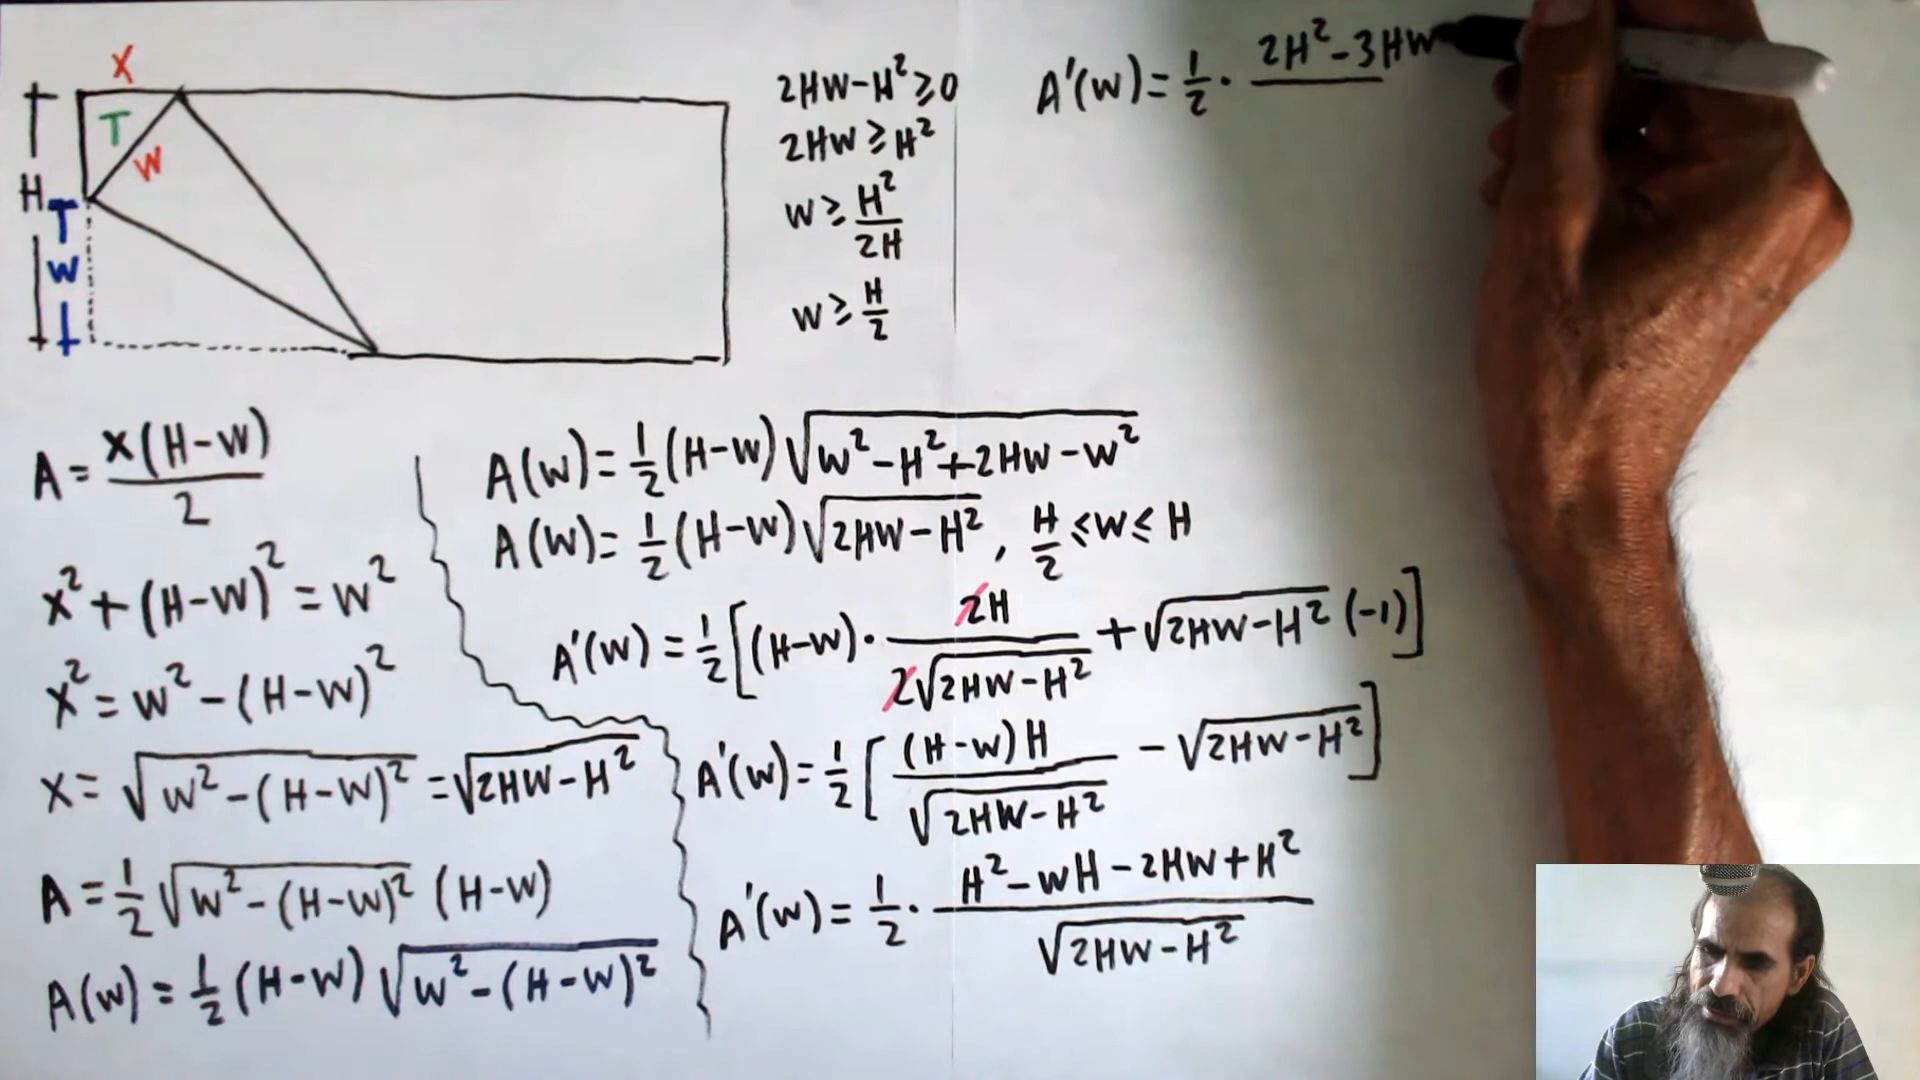 X
T
W
H
T
W
2HW-H²≥0
2HW≥H²
W≥H²/2H
W≥H/2
A'(W)=1/2·2H²-3HW
A=x(H-W)/2
x²+(H-W)²=W²
x²=W²-(H-W)²
x=√(W²-(H-W)²)=√(2HW-H²)
A=1/2√(W²-(H-W)²)(H-W)
A(W)=1/2(H-W)√(W²-(H-W)²)
A(W)=1/2(H-W)√(W²-H²+2HW-W²)
A(W)=1/2(H-W)√(2HW-H²), H/2≤W≤H
A'(W)=1/2[(H-W)·2H/2√(2HW-H²)+√(2HW-H²)(-1)]
A'(W)=1/2[(H-W)H/√(2HW-H²)-√(2HW-H²)]
A'(W)=1/2·H²-WH-2HW+H²/√(2HW-H²)